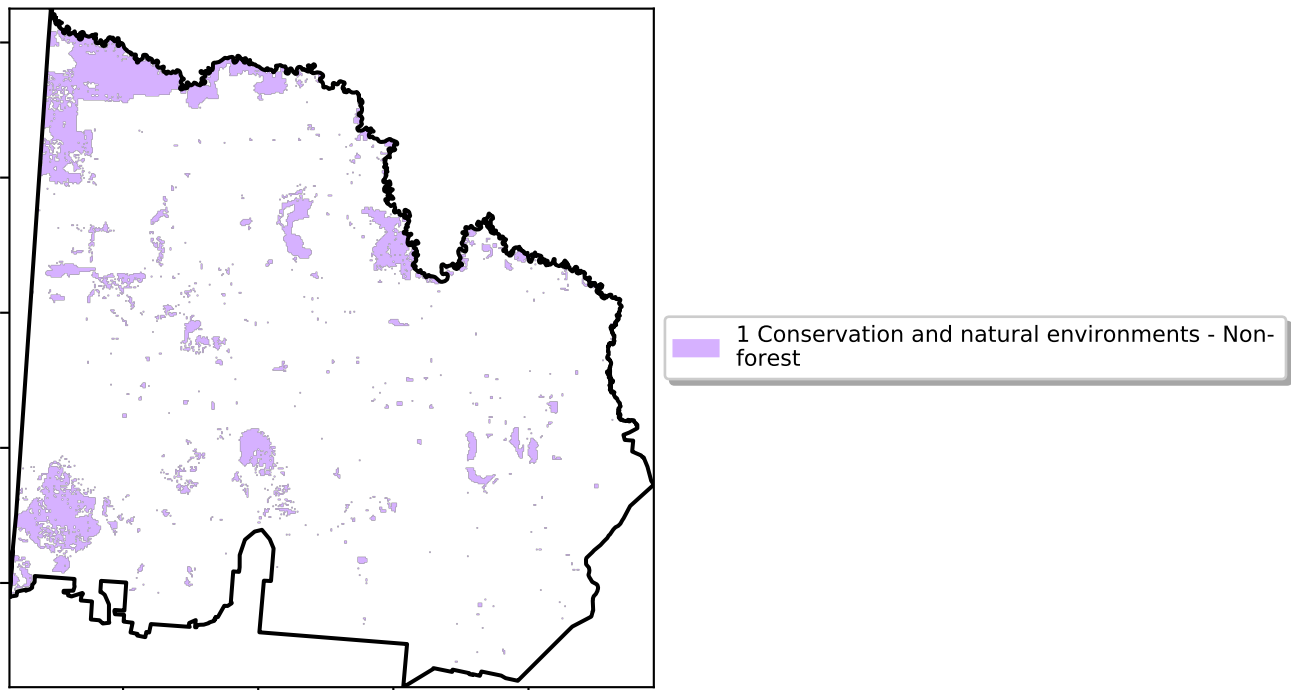 1 Conservation and natural environments - Non-
forest